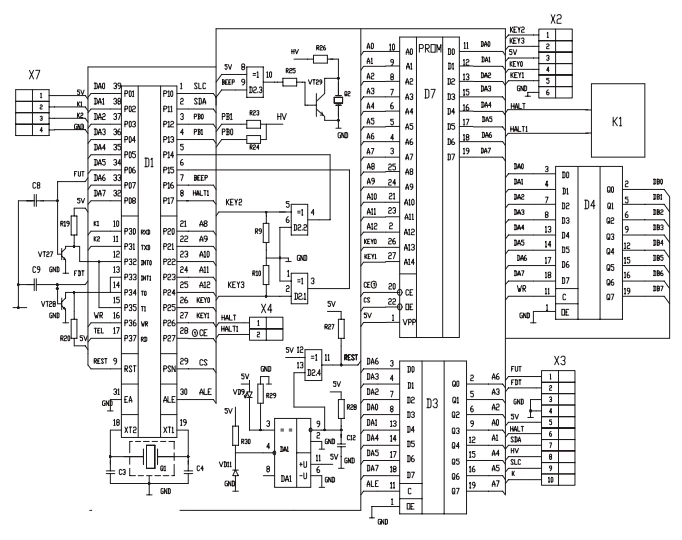 X7
1 5V
2 K1
3 K2
4 GND
D1
DA0 39 P01
DA1 38 P02
DA2 37 P03
DA3 36 P04
DA4 35 P05
DA5 34 P06
DA6 33 P07
DA7 32 P08
K1 10 P30 RXD
K2 11 P31 TXD
12 P32 INT0
13 P33 INT1
14 P34 T0
15 P35 T1
WR 16 P36 WR
TEL 17 P37 RD
REST 9 RST
31 EA
GND
18 XT2
XT1 19
P10 1 SLC
P11 2 SDA
P12 3 PB0
P13 4 PB1
P14 5
P15 6
P16 7 BEEP
P17 8 HALT1
P20 21 A8
P21 22 A9
P22 23 A10
P23 24 A11
P24 25 A12
P25 26 KEY0
P26 27 KEY1
P27 28 CE
PSN 29 CS
ALE 30 ALE
FUT
5V
C8
R19
VT27
GND
FDT
C9
VT28
GND
R20
5V
C3
Q1
C4
GND
5V 8
BEEP 9
=1
D2.3
10
R25
HV
R26
VT29
Q2
GND
PB1
R23
HV
PB0
R24
KEY2
5
6
=1
D2.2
4
R9
GND
R10
KEY3
1
2
=1
D2.1
3
X4
HALT 1
HALT1 2
5V
R27
5V 12
13
=1
D2.4
11
REST
5V
VD9
GND
R29
5V
R30
VD11
GND
3
4
8
= =
DA1
DA1
+U
-U
9
2
GND
5V
11
6
GND
5V
R28
C12
GND
PROM
D7
A0 10 A0
A1 9 A1
A2 8 A2
A3 7 A3
A4 6 A4
A5 5 A5
A6 4 A6
A7 3 A7
A8 25 A8
A9 24 A9
A10 21 A10
A11 23 A11
A12 2 A12
KEY0 26 A13
KEY1 27 A14
CE 20 CE
CS 22 OE
5V 1 VPP
D0 11 DA0
D1 12 DA1
D2 13 DA2
D3 15 DA3
D4 16 DA4
D5 17 DA5
D6 18 DA6
D7 19 DA7
X2
KEY2 1
KEY3 2
5V 3
KEY0 4
KEY1 5
GND 6
HALT
HALT1
K1
D4
DA0 3 D0
DA1 4 D1
DA2 7 D2
DA3 8 D3
DA4 13 D4
DA5 14 D5
DA6 17 D6
DA7 18 D7
WR 11 C
1 OE
GND
Q0 2 DB0
Q1 5 DB1
Q2 6 DB2
Q3 9 DB3
Q4 12 DB4
Q5 15 DB5
Q6 16 DB6
Q7 19 DB7
D3
DA6 3 D0
DA3 4 D1
DA2 7 D2
DA0 8 D3
DA1 13 D4
DA4 14 D5
DA5 17 D6
DA7 18 D7
ALE 11 C
1 OE
GND
Q0 2 A6
Q1 5 A3
Q2 6 A2
Q3 9 A0
Q4 12 A1
Q5 15 A4
Q6 16 A5
Q7 19 A7
X3
FUT 1
FDT 2
3
GND 4
5V 5
HALT 6
SDA 7
HV 8
SLC 9
K 10